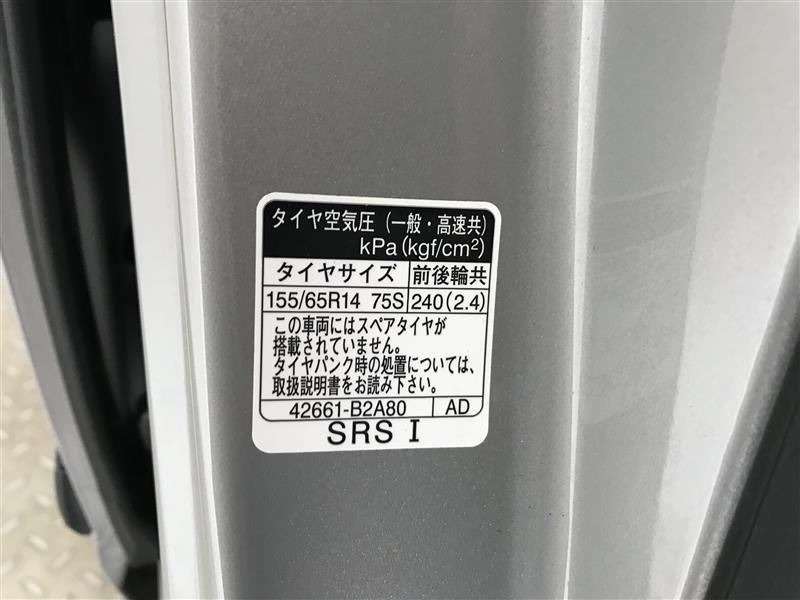 タイヤ空気圧 (一般・高速共)
kPa(kgf/cm²)
タイヤサイズ 前後輪共
155/65R14 75S 240(2.4)
この車両にはスペアタイヤが
搭載されていません。
タイヤパンク時の処置については、
取扱説明書をお読み下さい。
42661-B2A80 AD
SRS I